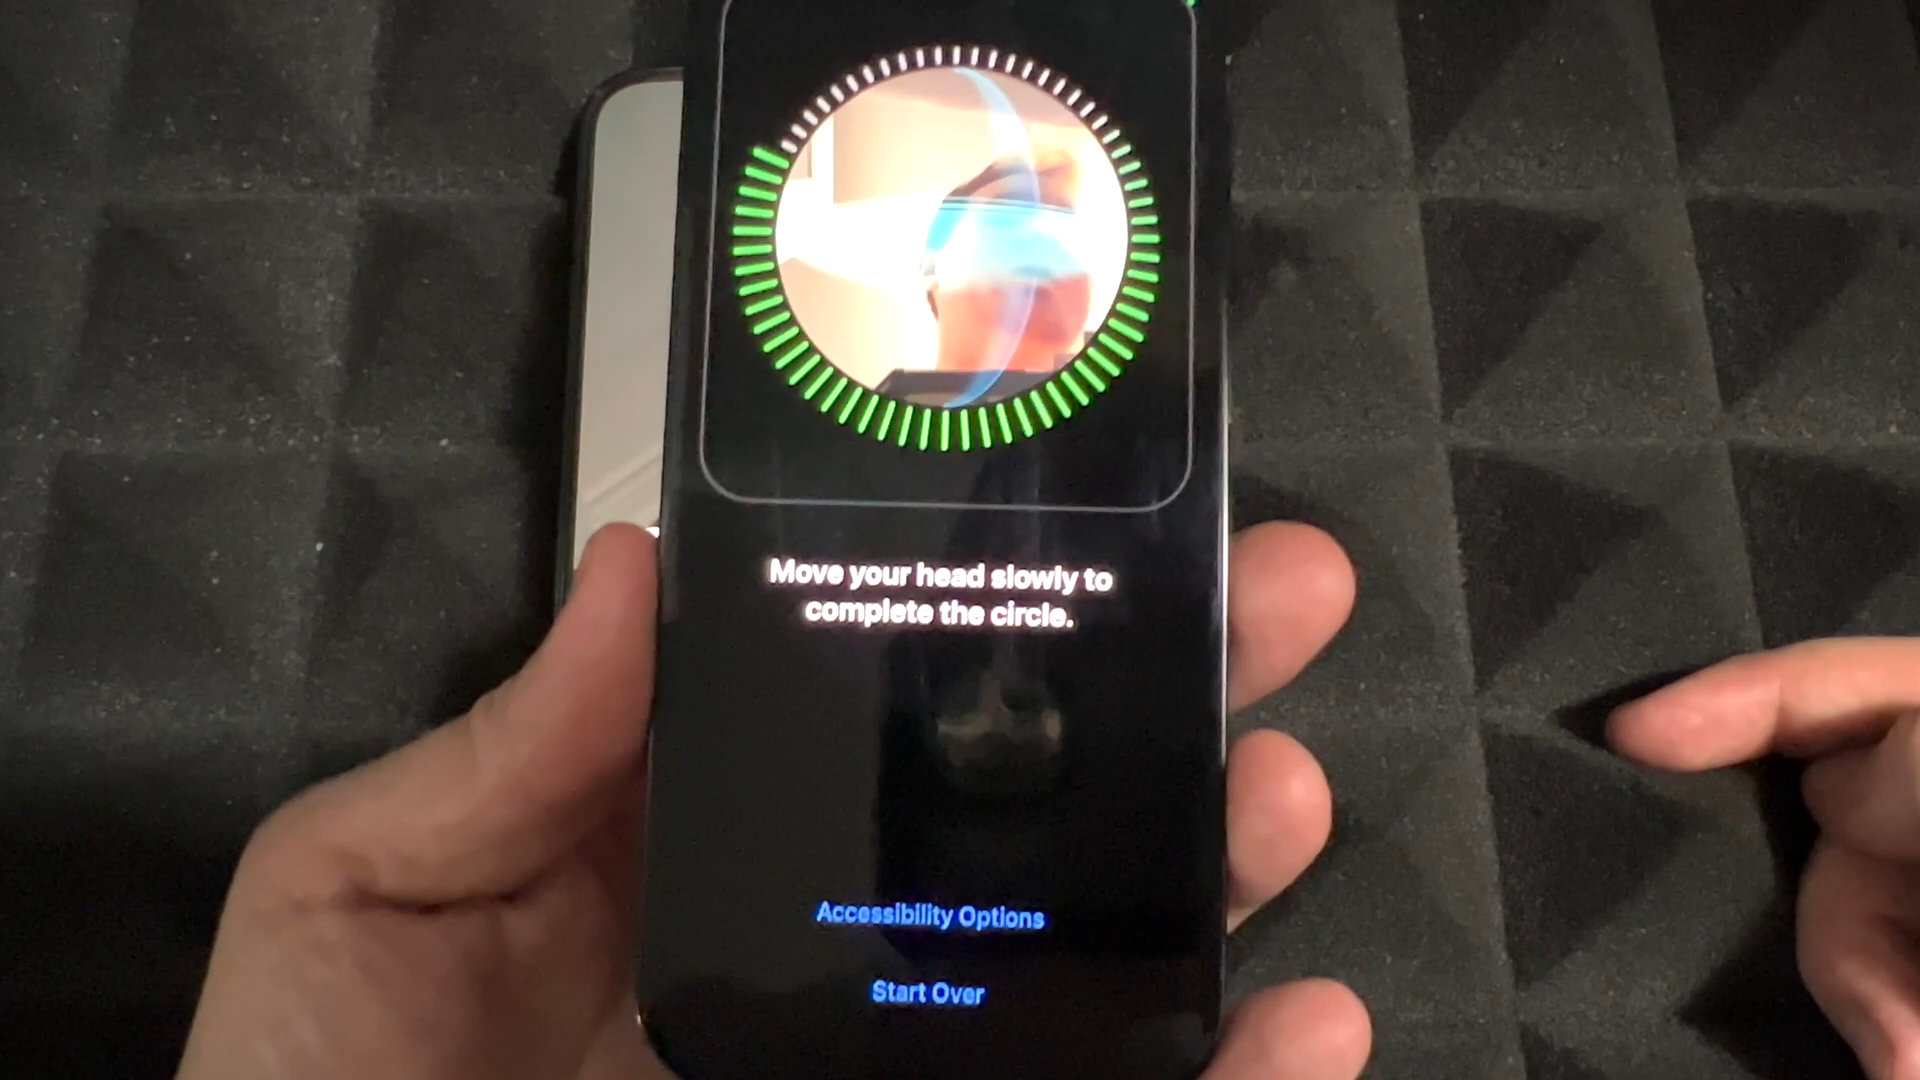 Move your head slowly to
complete the circle.
Accessibility Options
Start Over